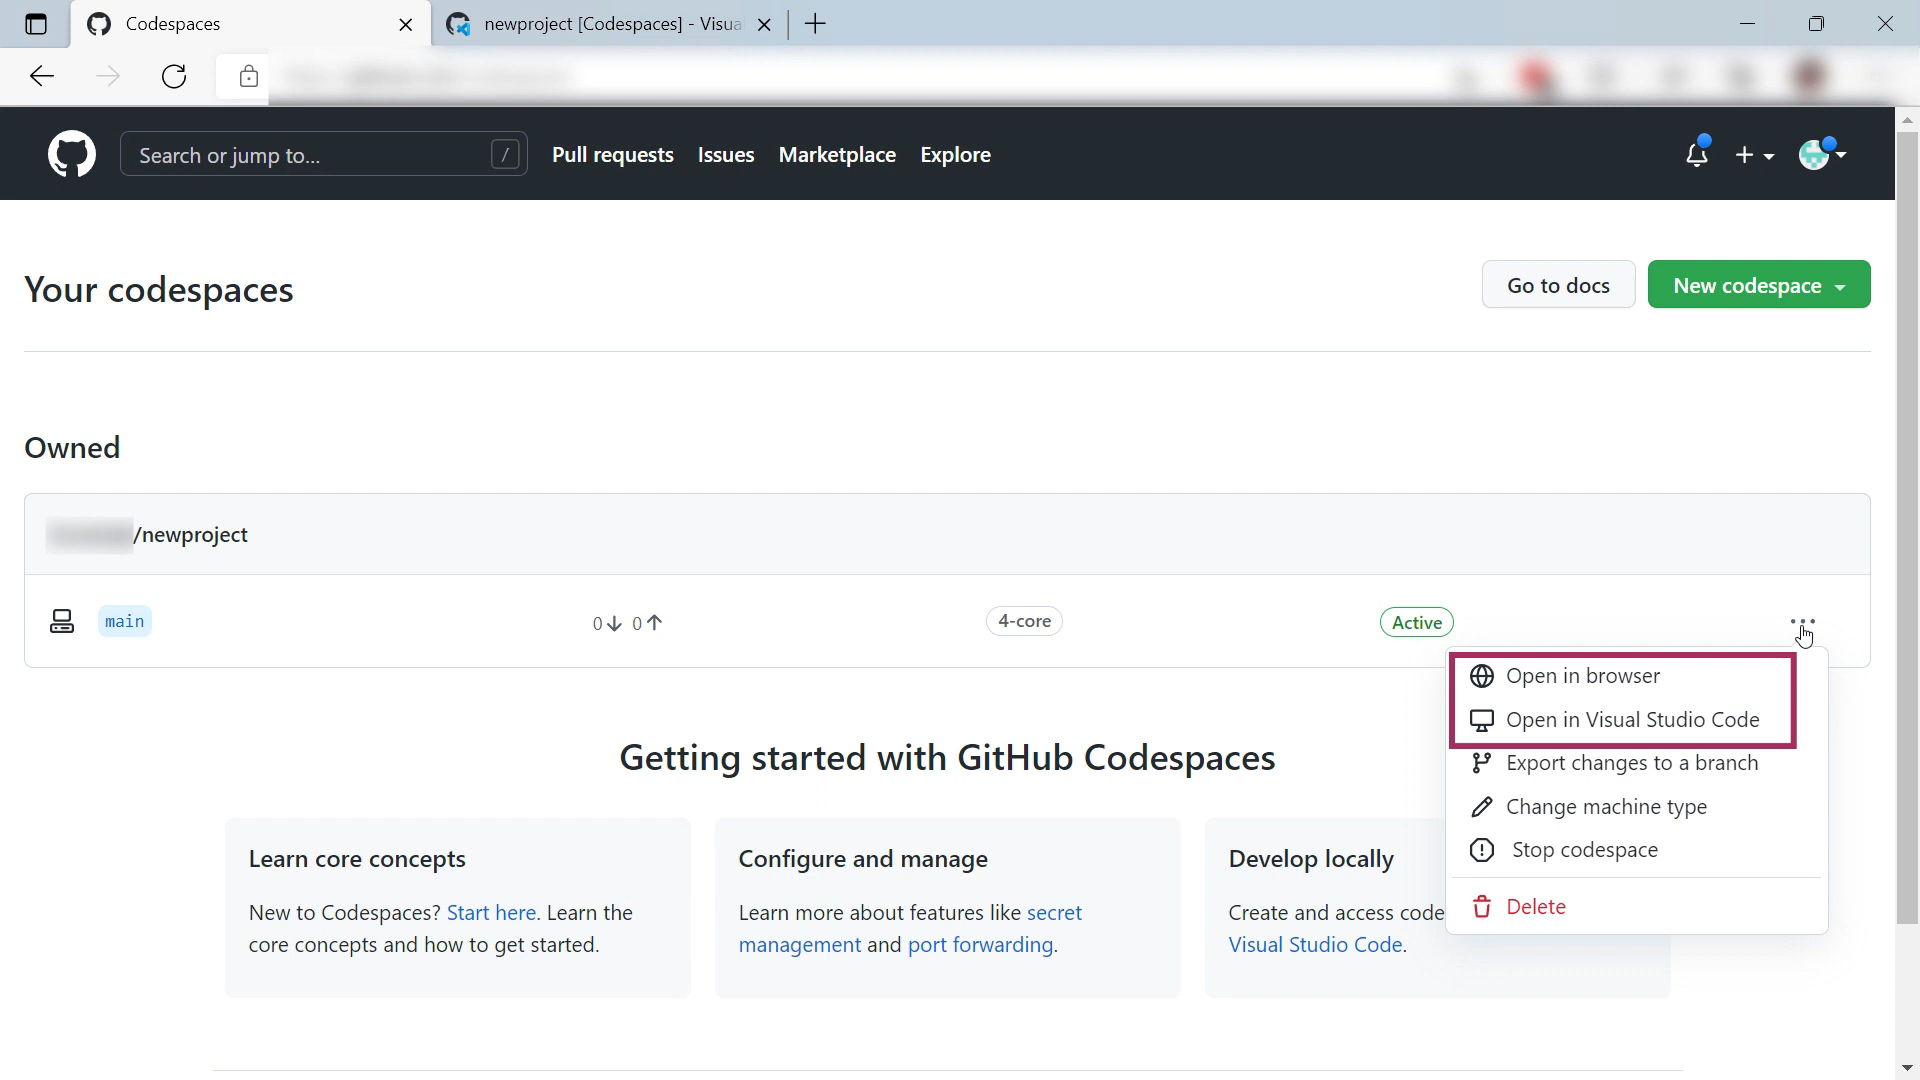 Codespaces
newproject [Codespaces] - Visua
Search or jump to...
/
Pull requests
Issues
Marketplace
Explore
Your codespaces
Go to docs
New codespace
Owned
/newproject
main
0↓ 0↑
4-core
Active
...
Open in browser
Open in Visual Studio Code
Export changes to a branch
Change machine type
Stop codespace
Delete
Getting started with GitHub Codespaces
Learn core concepts
New to Codespaces? Start here. Learn the
core concepts and how to get started.
Configure and manage
Learn more about features like secret
management and port forwarding.
Develop locally
Create and access code
Visual Studio Code.